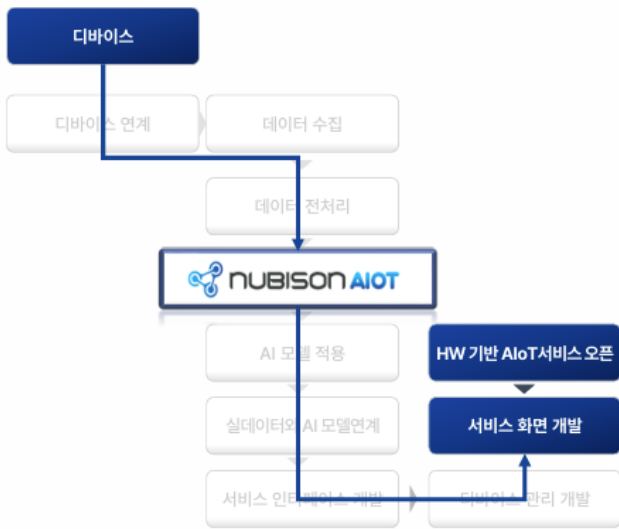 디바이스
디바이스 연계
데이터 수집
데이터 전처리
NUBISON AIOT
AI 모델 적용
HW 기반 AIoT서비스 오픈
실데이터와 AI 모델연계
서비스 화면 개발
서비스 인터페이스 개발
디바이스 관리 개발